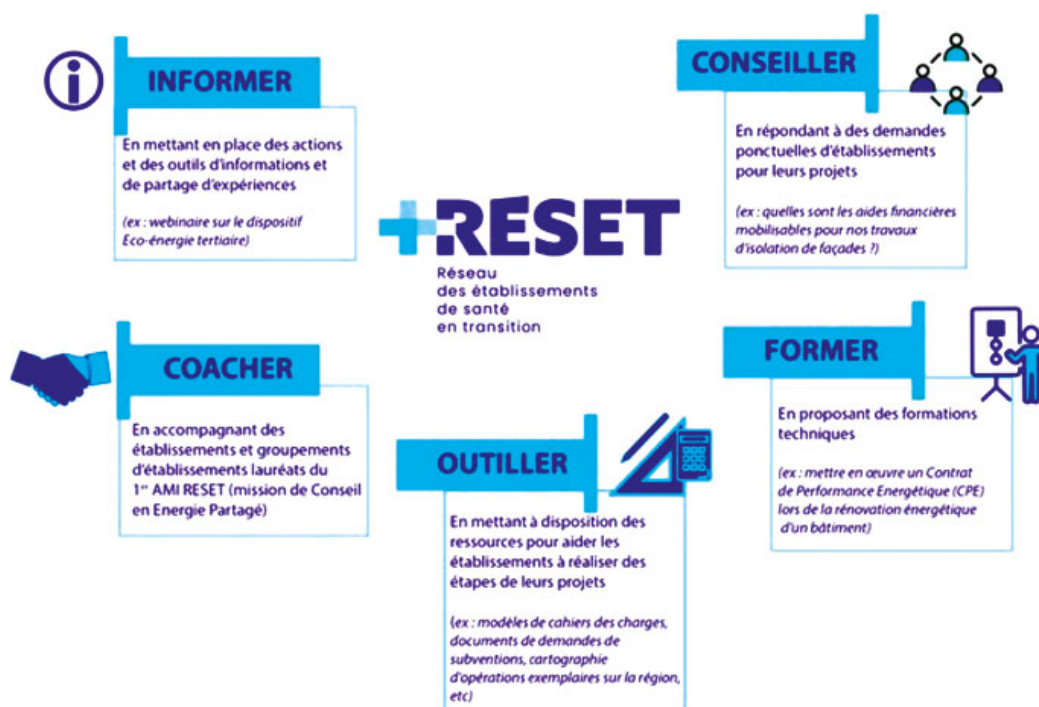 INFORMER
En mettant en place des actions
et des outils d'informations et
de partage d'expériences
(ex : webinaire sur le dispositif
Eco-énergie tertiaire)
CONSEILLER
En répondant à des demandes
ponctuelles d'établissements
pour leurs projets
(ex : quelles sont les aides financières
mobilisables pour nos travaux
d'isolation de façades ?)
+RÉSET
Réseau
des établissements
de santé
en transition
COACHER
En accompagnant des
établissements et groupements
d'établissements lauréats du
1er AMI RESET (mission de Conseil
en Energie Partagé)
OUTILLER
En mettant à disposition des
ressources pour aider les
établissements à réaliser des
étapes de leurs projets
(ex : modèles de cahiers des charges,
documents de demandes de
subventions, cartographie
d'opérations exemplaires sur la région,
etc)
FORMER
En proposant des formations
techniques
(ex : mettre en œuvre un Contrat
de Performance Energétique (CPE)
lors de la rénovation énergétique
d'un bâtiment)